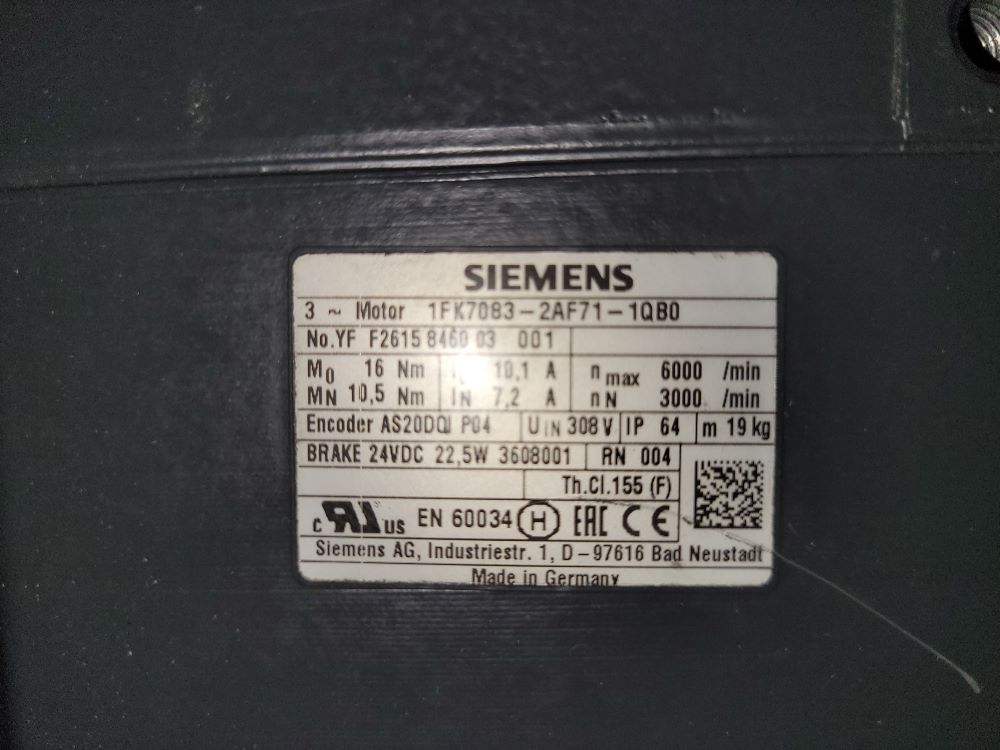 SIEMENS
3 ~ Motor 1FK7083-2AF71-1QB0
No.YF F2615 8460 03 001
M0 16 Nm 10,1 A n max 6000 /min
MN 10,5 Nm IN 7,2 A nN 3000 /min
Encoder AS20DQI P04 UIN 308 V IP 64 m 19 kg
BRAKE 24VDC 22,5W 3608001 RN 004
Th.Cl.155 (F)
c US EN 60034 H EAC CE
Siemens AG, Industriestr. 1, D-97616 Bad Neustadt
Made in Germany